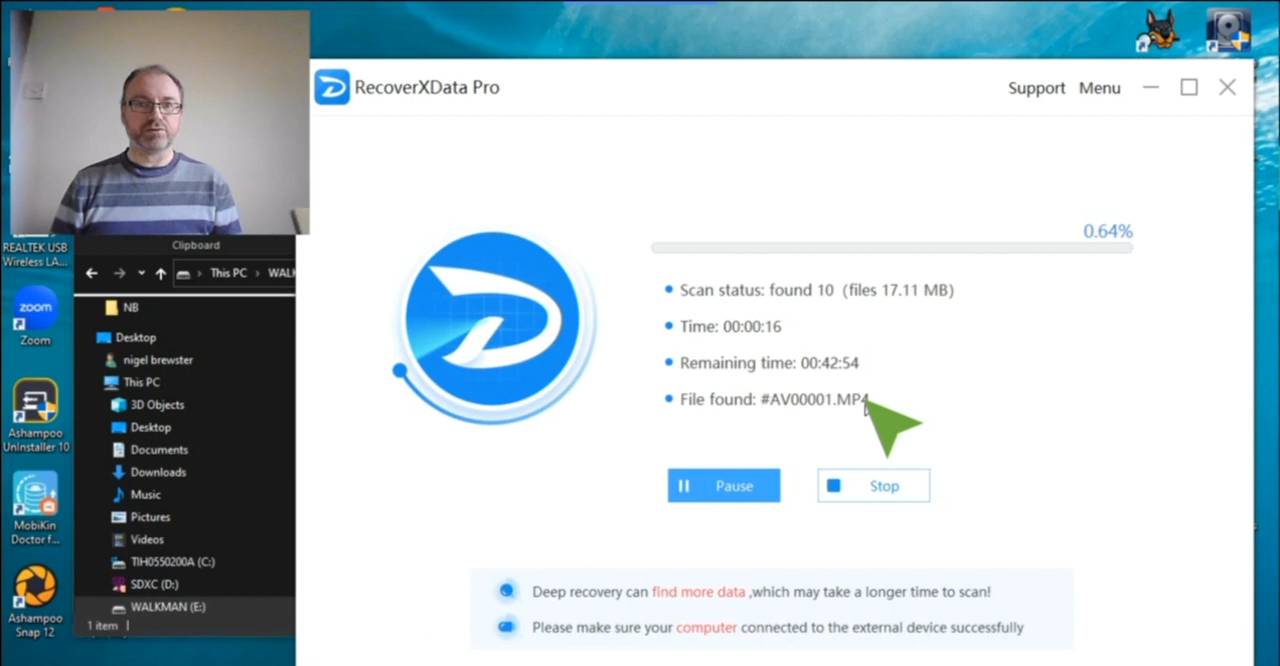 RecoverXData Pro
Support Menu
0.64%
Scan status: found 10 (files 17.11 MB)
Time: 00:00:16
Remaining time: 00:42:54
File found: #AV00001.MP4
Pause
Stop
Deep recovery can find more data ,which may take a longer time to scan!
Please make sure your computer connected to the external device successfully
REALTEK USB
Wireless LA...
Zoom
zoom
Ashampoo
UnInstaller 10
MobiKin
Doctor f...
Ashampoo
Snap 12
Clipboard
This PC
NB
Desktop
nigel brewster
This PC
3D Objects
Desktop
Documents
Downloads
Music
Pictures
Videos
TIH0550200A (C:)
SDXC (D:)
WALKMAN (E:)
1 item